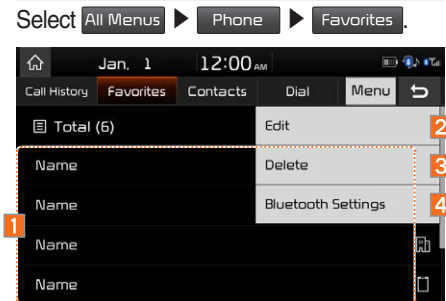 Select All Menus ▶ Phone ▶ Favorites .
Jan. 1 12:00 AM
Call History Favorites Contacts Dial Menu
Total (6) Edit 2
Name Delete 3
Name Bluetooth Settings 4
1
Name
Name